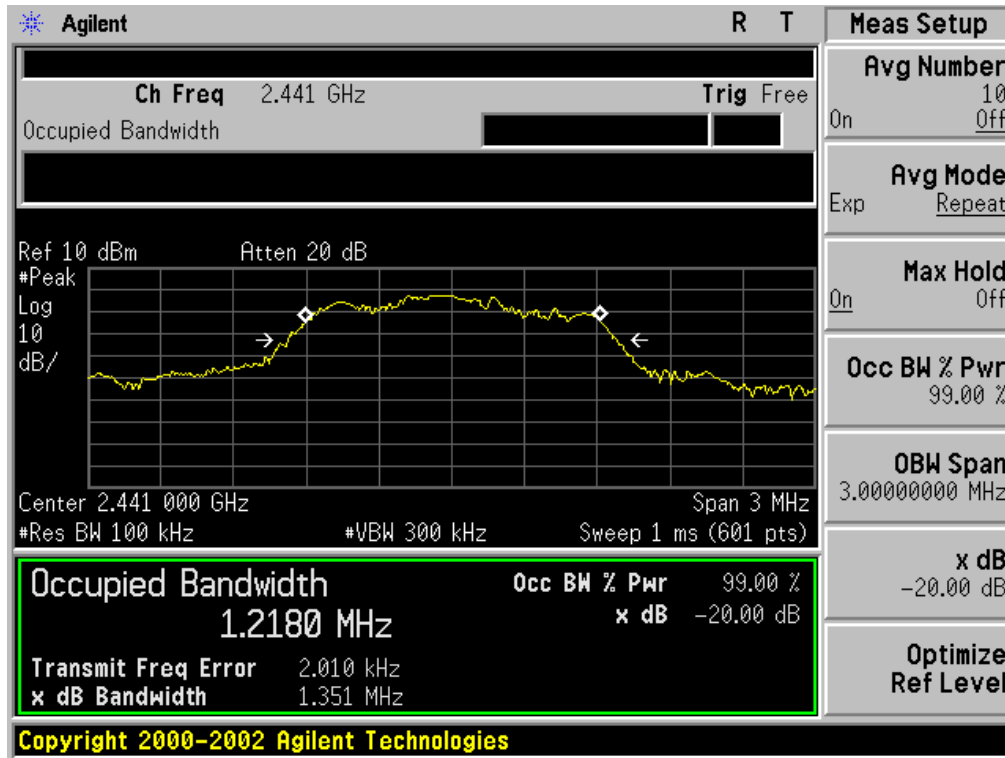 Agilent R T
Ch Freq 2.441 GHz Trig Free
Occupied Bandwidth
Ref 10 dBm Atten 20 dB
#Peak
Log
10
dB/
Center 2.441 000 GHz Span 3 MHz
#Res BW 100 kHz #VBW 300 kHz Sweep 1 ms (601 pts)
Occupied Bandwidth Occ BW % Pwr 99.00 %
1.2180 MHz x dB -20.00 dB
Transmit Freq Error 2.010 kHz
x dB Bandwidth 1.351 MHz
Copyright 2000-2002 Agilent Technologies
Meas Setup
Avg Number
10
On Off
Avg Mode
Exp Repeat
Max Hold
On Off
Occ BW % Pwr
99.00 %
OBW Span
3.00000000 MHz
x dB
-20.00 dB
Optimize
Ref Level